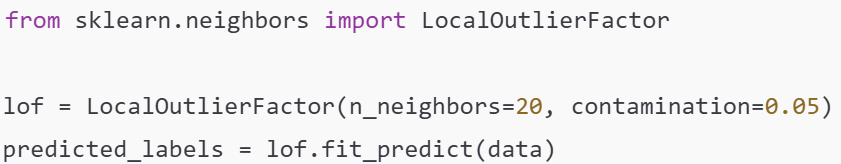 from sklearn.neighbors import LocalOutlierFactor
lof = LocalOutlierFactor(n_neighbors=20, contamination=0.05)
predicted_labels = lof.fit_predict(data)